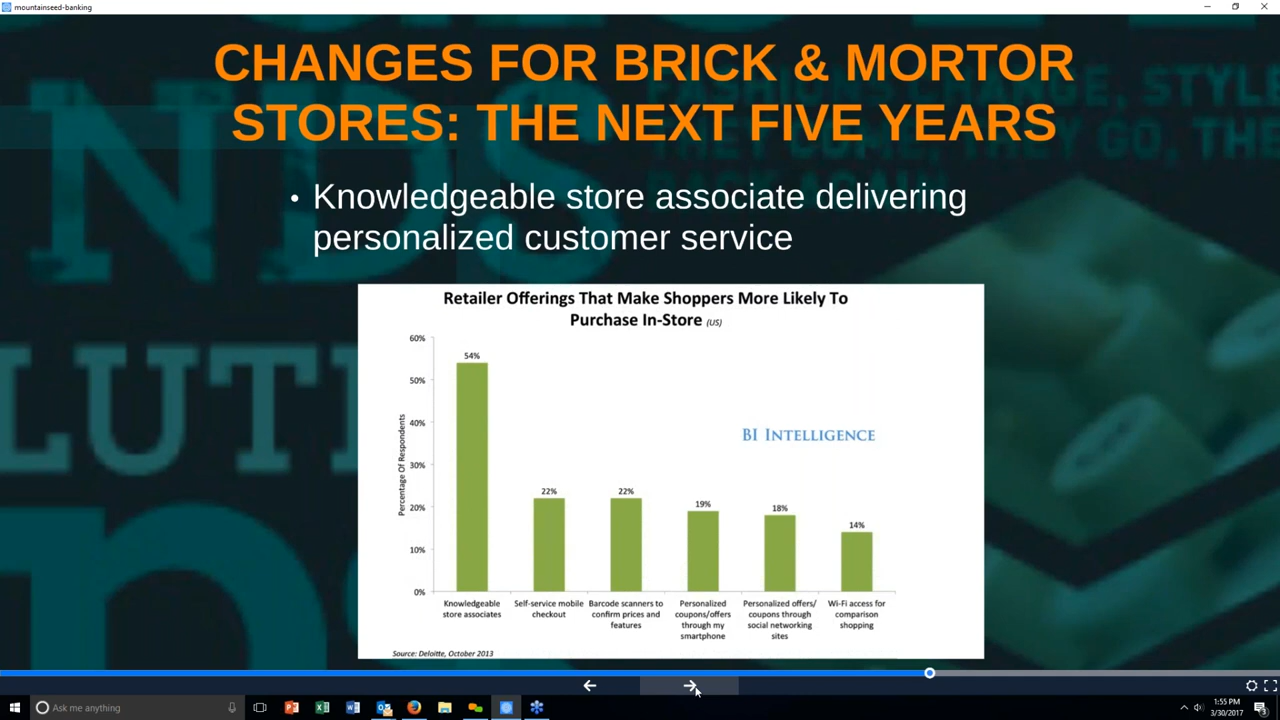 mountainseed-banking
CHANGES FOR BRICK & MORTOR
STORES: THE NEXT FIVE YEARS
• Knowledgeable store associate delivering
personalized customer service
Retailer Offerings That Make Shoppers More Likely To
Purchase In-Store (US)
60%
50%
40%
30%
20%
10%
0%
Percentage Of Respondents
54%
22%
22%
19%
18%
14%
BI INTELLIGENCE
Knowledgeable
store associates
Self-service mobile
checkout
Barcode scanners to
confirm prices and
features
Personalized
coupons/offers
through my
smartphone
Personalized offers/
coupons through
social networking
sites
Wi-Fi access for
comparison
shopping
Source: Deloitte, October 2013
Ask me anything
1:55 PM
3/30/2017
3